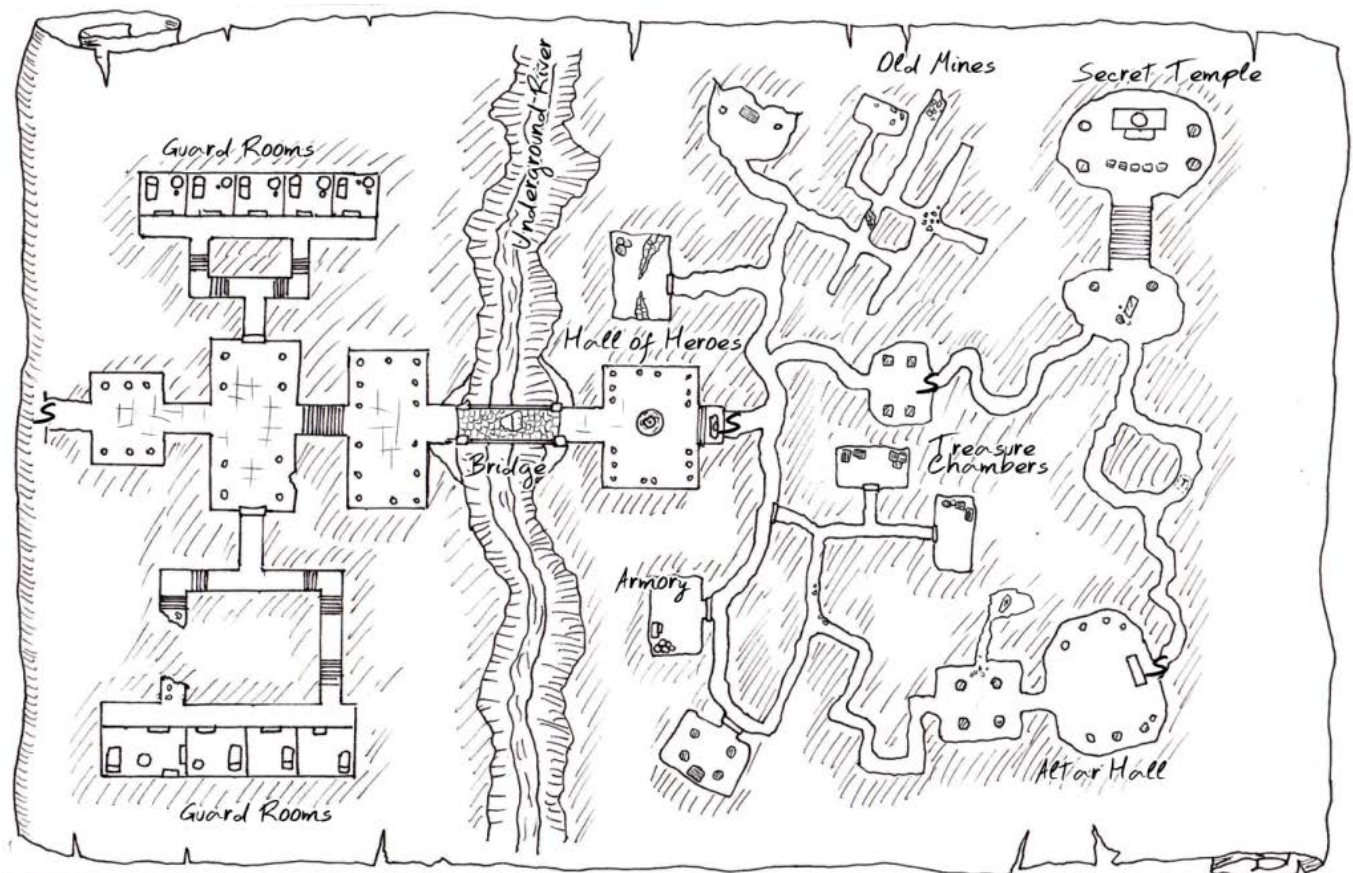 Old Mines
Secret Temple
Underground River
Guard Rooms
Hall of Heroes
S
S
S
Treasure
Chambers
Bridge
Armory
S
Altar Hall
Guard Rooms